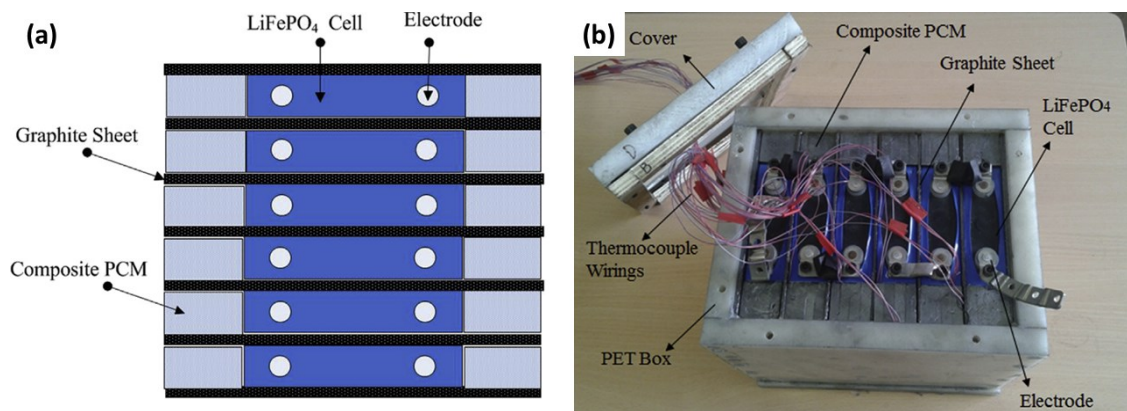 (a)
LiFePO4 Cell
Electrode
Graphite Sheet
Composite PCM
(b)
Composite PCM
Cover
Graphite Sheet
LiFePO4
Cell
D
B
Thermocouple
Wirings
PET Box
Electrode